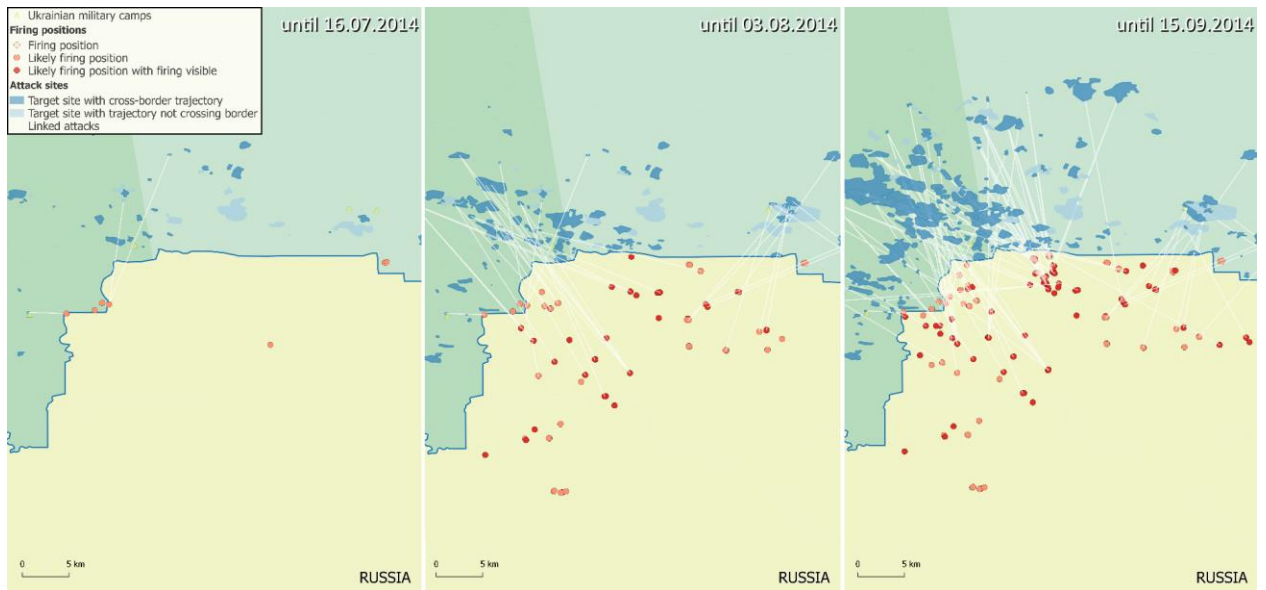 Ukrainian military camps
Firing positions
Firing position
Likely firing position
Likely firing position with firing visible
Attack sites
Target site with cross-border trajectory
Target site with trajectory not crossing border
Linked attacks
until 16.07.2014
until 03.08.2014
until 15.09.2014
0 5 km
RUSSIA
0 5 km
RUSSIA
0 5 km
RUSSIA